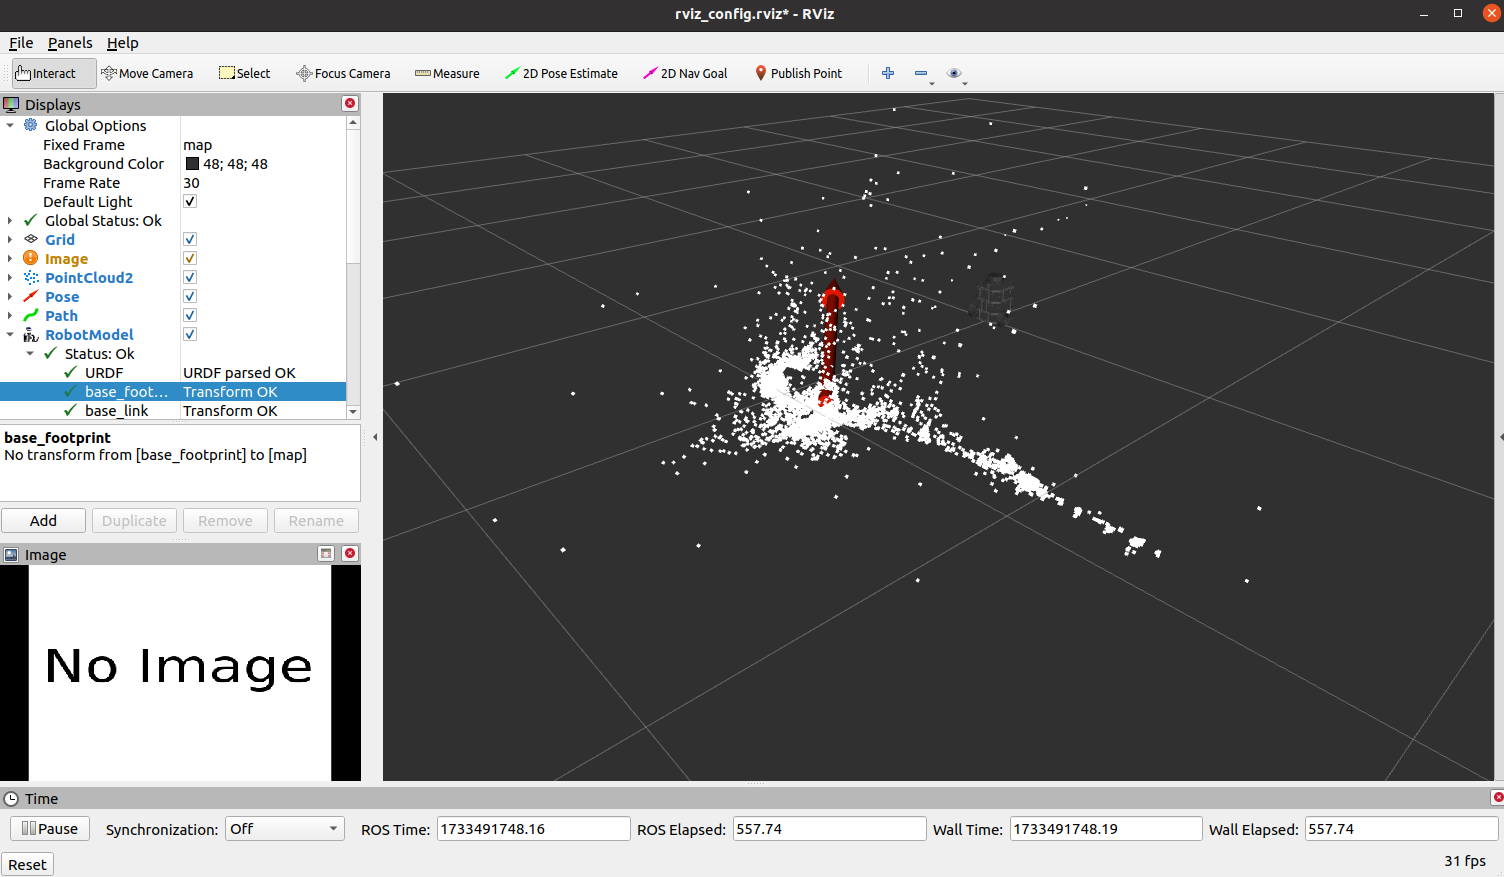 rviz_config.rviz* - RViz
File Panels Help
Interact Move Camera Select Focus Camera Measure 2D Pose Estimate 2D Nav Goal Publish Point
Displays
Global Options
Fixed Frame map
Background Color 48; 48; 48
Frame Rate 30
Default Light
Global Status: Ok
Grid
Image
PointCloud2
Pose
Path
RobotModel
Status: Ok
URDF URDF parsed OK
base_foot... Transform OK
base_link Transform OK
base_footprint
No transform from [base_footprint] to [map]
Add Duplicate Remove Rename
Image
No Image
Time
Pause Synchronization: Off ROS Time: 1733491748.16 ROS Elapsed: 557.74 Wall Time: 1733491748.19 Wall Elapsed: 557.74
Reset 31 fps